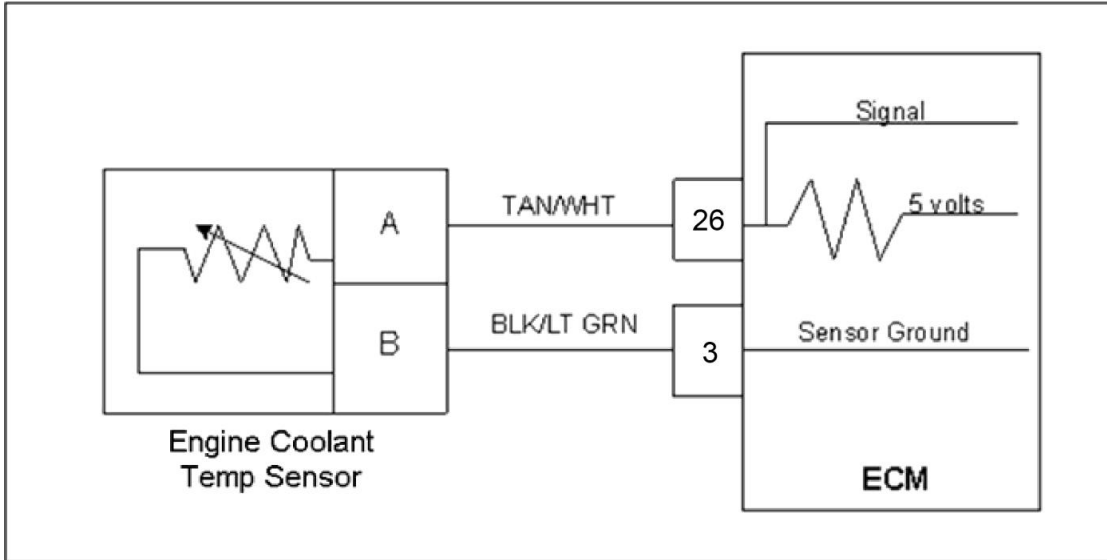 Signal
5 volts
A
TAN/WHT
26
B
BLK/LT GRN
3
Sensor Ground
Engine Coolant
Temp Sensor
ECM